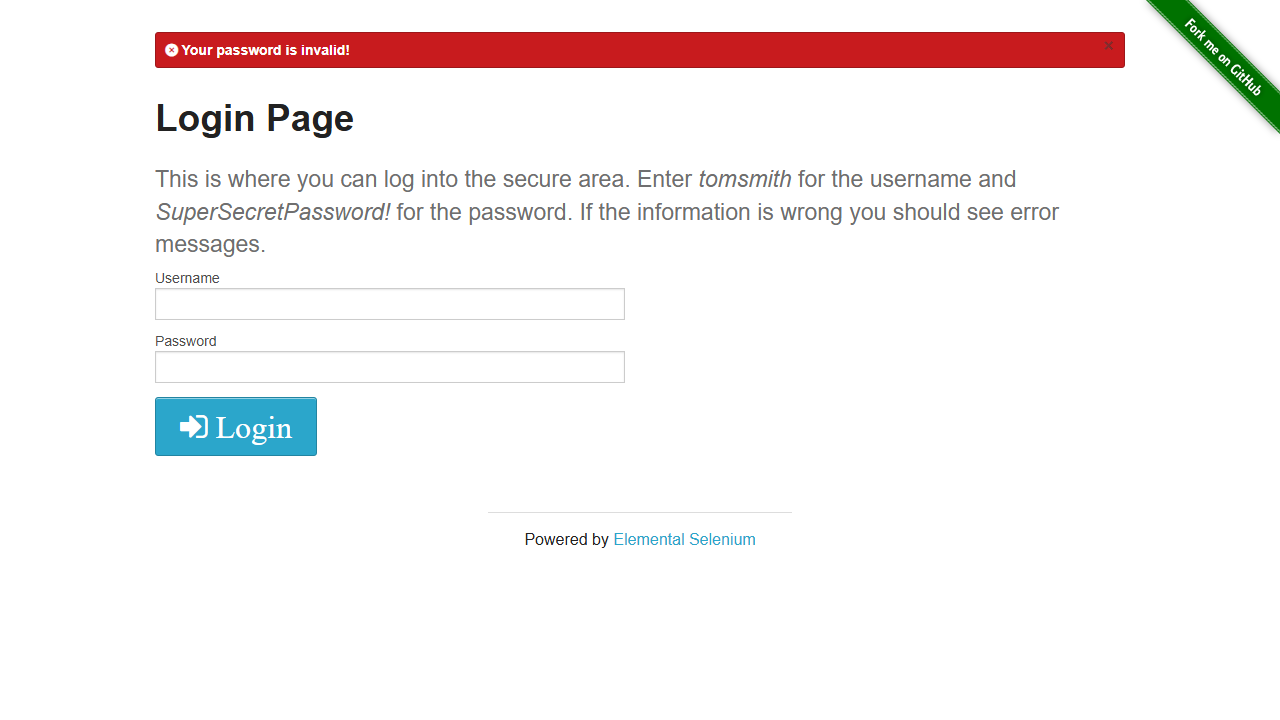 Your password is invalid!
×
Fork me on GitHub
Login Page
This is where you can log into the secure area. Enter tomsmith for the username and
SuperSecretPassword! for the password. If the information is wrong you should see error
messages.
Username
Password
Login
Powered by Elemental Selenium